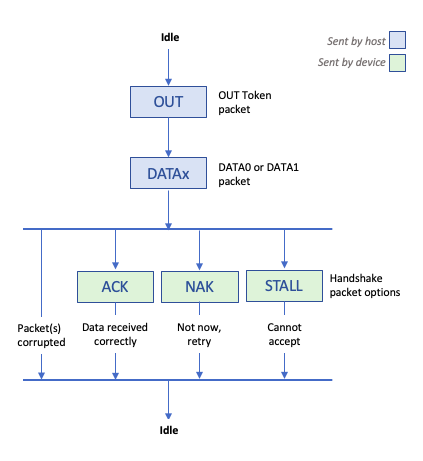 Idle
Sent by host
Sent by device
OUT
OUT Token
packet
DATAx
DATA0 or DATA1
packet
ACK
NAK
STALL
Handshake
packet options
Packet(s)
corrupted
Data received
correctly
Not now,
retry
Cannot
accept
Idle